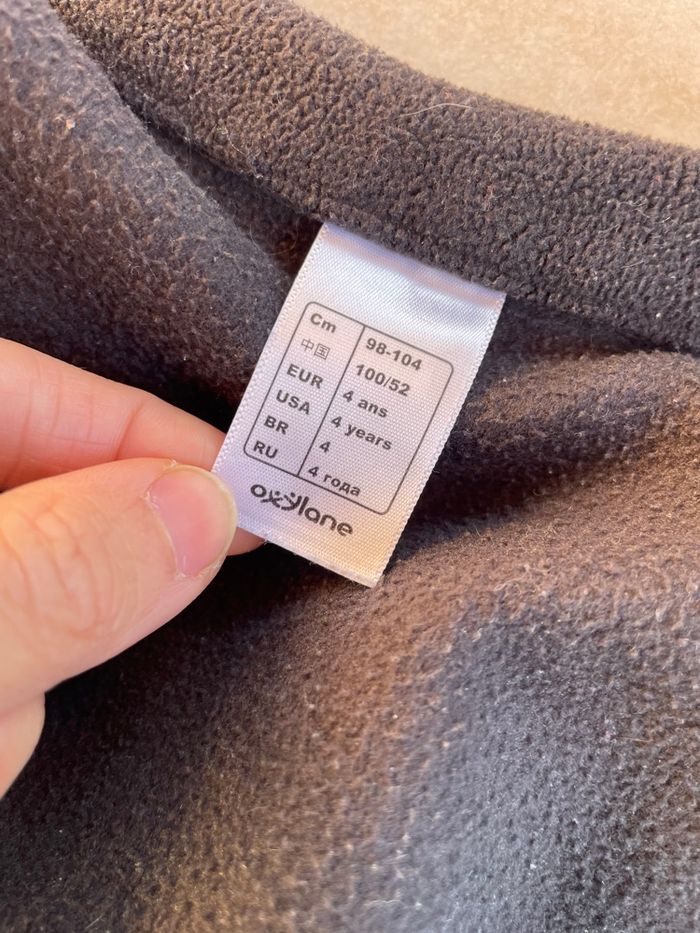 Cm 98-104
中国 100/52
EUR 4 ans
USA 4 years
BR 4
RU 4 года
oxylane